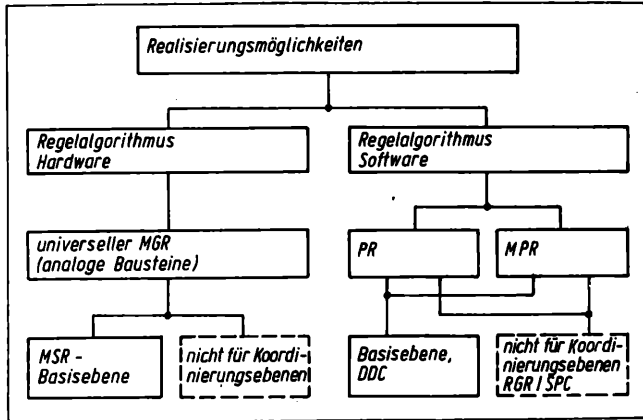 Realisierungsmöglichkeiten
Regelalgorithmus
Hardware
Regelalgorithmus
Software
universeller MGR
(analoge Bausteine)
PR
MPR
MSR -
Basisebene
nicht für Koordi-
nierungsebenen
Basisebene,
DDC
nicht für Koordi-
nierungsebenen
RGR / SPC